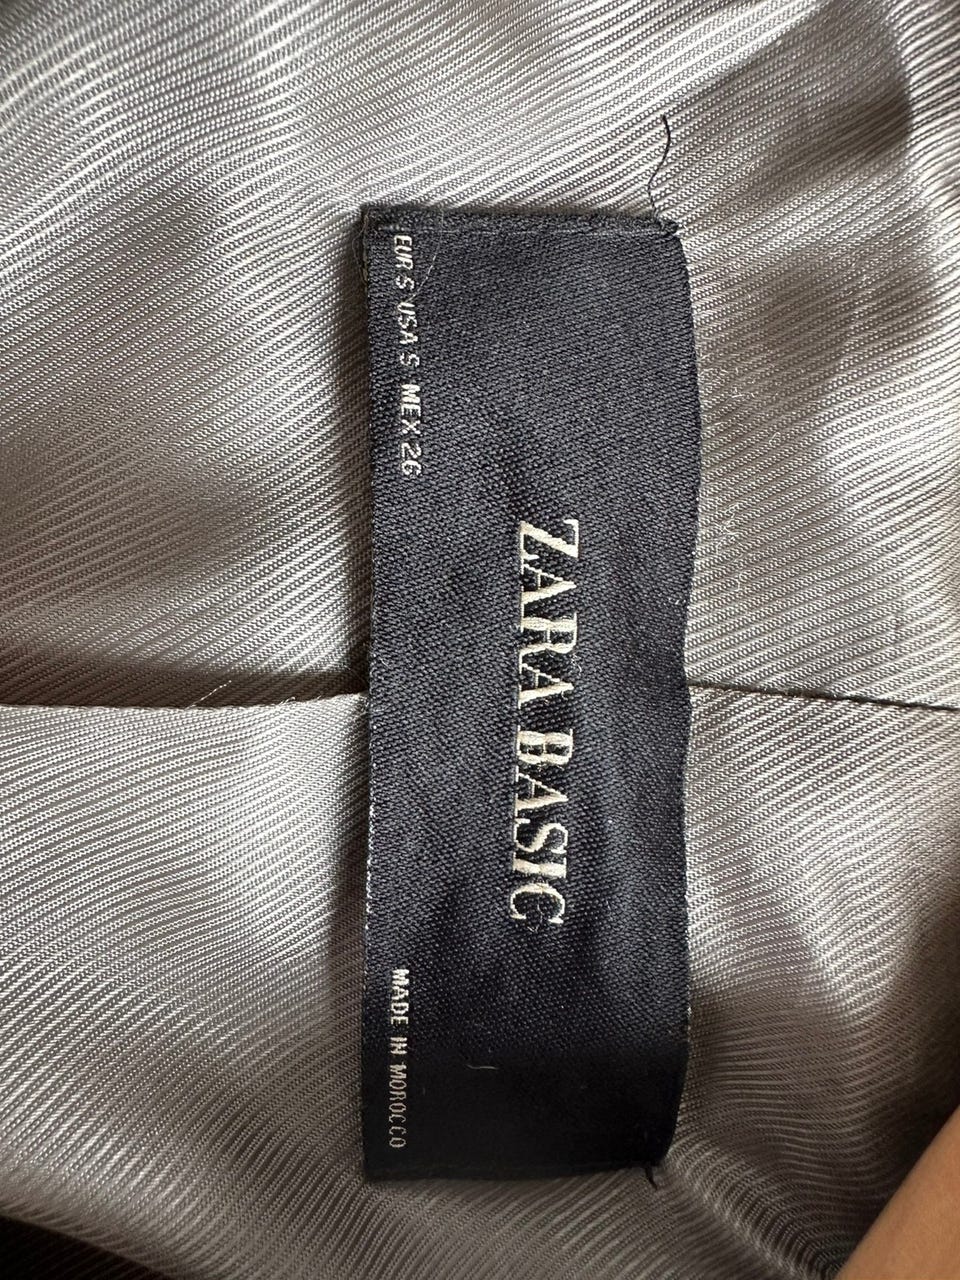 ZARA BASIC
EUR S USA S MEX 26
MADE IN MOROCCO